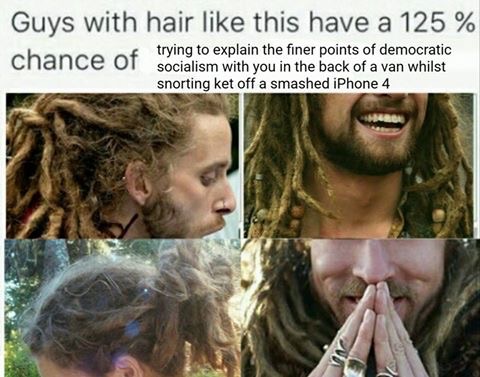 Guys with hair like this have a 125 %
chance of
trying to explain the finer points of democratic
socialism with you in the back of a van whilst
snorting ket off a smashed iPhone 4